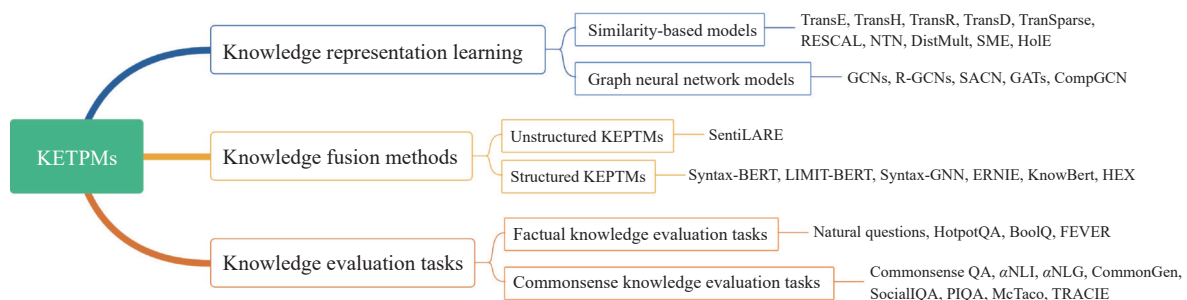 KETPMs
Knowledge representation learning
Similarity-based models
TransE, TransH, TransR, TransD, TranSparse,
RESCAL, NTN, DistMult, SME, HolE
Graph neural network models
GCNs, R-GCNs, SACN, GATs, CompGCN
Knowledge fusion methods
Unstructured KEPTMs
SentiLARE
Structured KEPTMs
Syntax-BERT, LIMIT-BERT, Syntax-GNN, ERNIE, KnowBert, HEX
Knowledge evaluation tasks
Factual knowledge evaluation tasks
Natural questions, HotpotQA, BoolQ, FEVER
Commonsense knowledge evaluation tasks
Commonsense QA, αNLI, αNLG, CommonGen,
SocialIQA, PIQA, McTaco, TRACIE